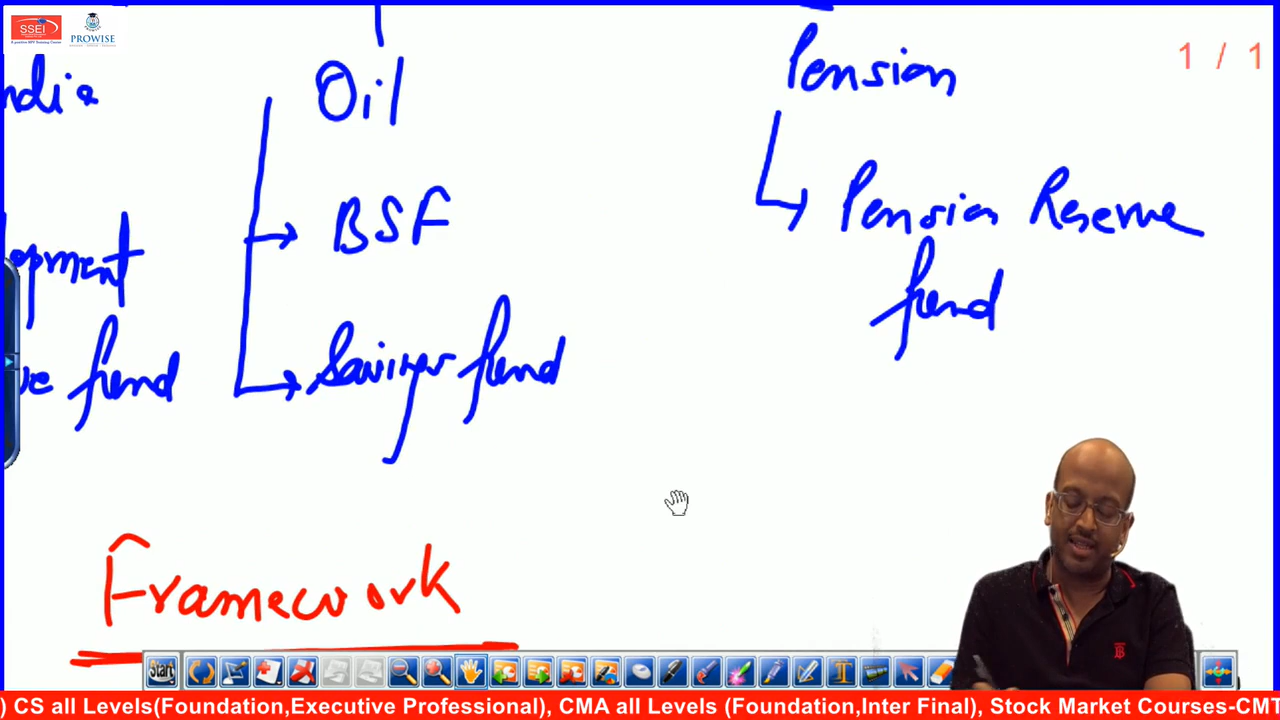 SSEI
PROWISE
1 / 1
ndia
Oil
Pension
BSF
Pension Reserve
fund
opment
Savings fund
ve fund
Framework
Start
) CS all Levels(Foundation,Executive Professional), CMA all Levels (Foundation,Inter Final), Stock Market Courses-CMT